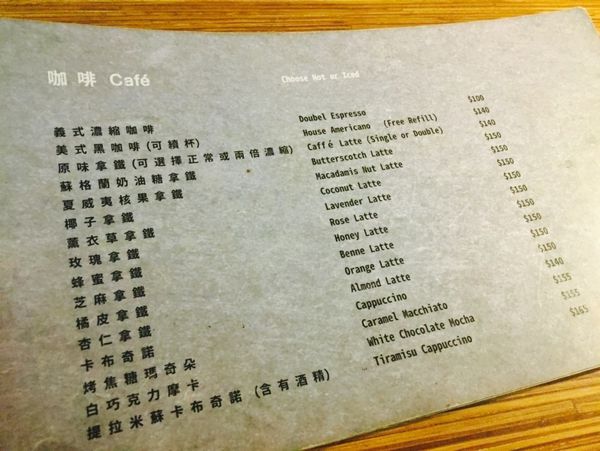 咖啡 Café
Choose Hot or Iced
義式濃縮咖啡 Doubel Espresso $100
美式黑咖啡(可續杯) House Americano (Free Refill) $140
原味拿鐵(可選擇正常或兩倍濃縮) Caffé Latte (Single or Double) $140
蘇格蘭奶油糖拿鐵 Butterscotch Latte $150
夏威夷核果拿鐵 Macadamis Nut Latte $150
椰子拿鐵 Coconut Latte $150
薰衣草拿鐵 Lavender Latte $150
玫瑰拿鐵 Rose Latte $150
蜂蜜拿鐵 Honey Latte $150
芝麻拿鐵 Benne Latte $150
橘皮拿鐵 Orange Latte $150
杏仁拿鐵 Almond Latte $150
卡布奇諾 Cappuccino $140
烤焦糖瑪奇朵 Caramel Macchiato $155
白巧克力摩卡 White Chocolate Mocha $155
提拉米蘇卡布奇諾 (含有酒精) Tiramisu Cappuccino $165